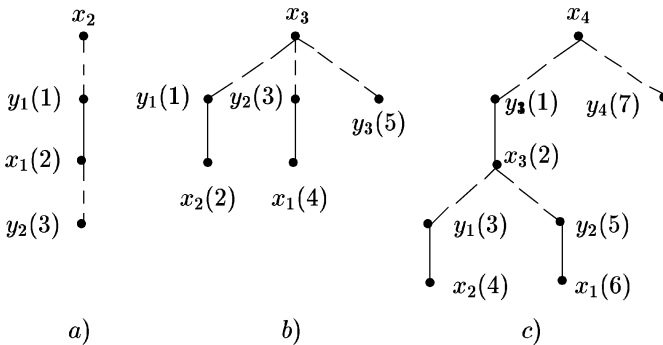 x₂ x₃ x₄
y₁(1) y₁(1) y₂(3) y₃(5) (1) y₄(7)
x₁(2) x₂(2) x₁(4) x₃(2)
y₂(3) y₁(3) y₂(5)
x₂(4) x₁(6)
a) b) c)